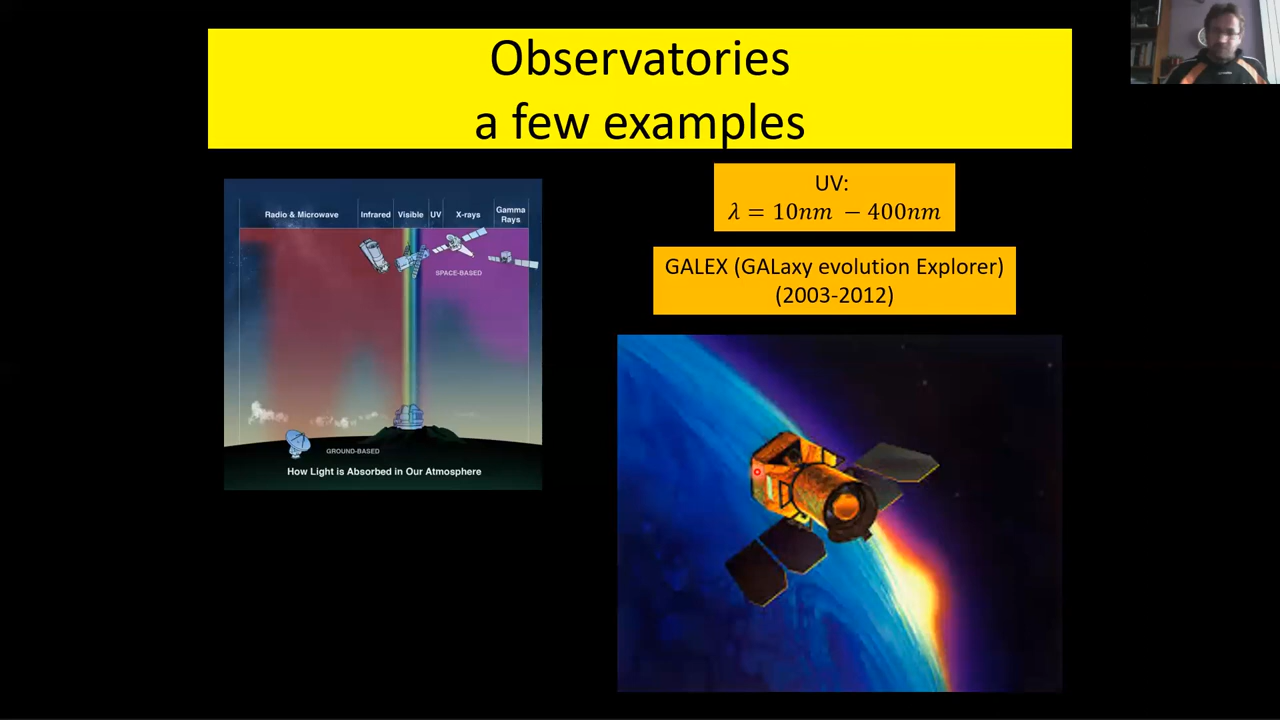 Observatories
a few examples
Radio & Microwave Infrared Visible UV X-rays Gamma Rays
SPACE-BASED
GROUND-BASED
How Light is Absorbed in Our Atmosphere
UV:
λ = 10nm − 400nm
GALEX (GALaxy evolution Explorer)
(2003-2012)